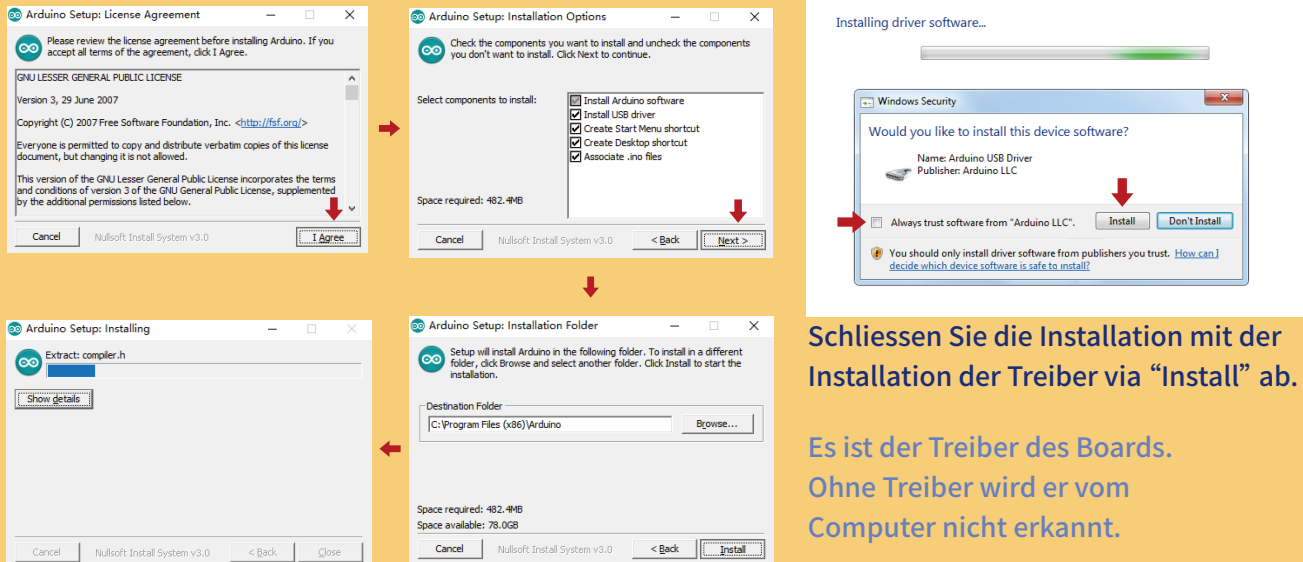 Arduino Setup: License Agreement
Please review the license agreement before installing Arduino. If you
accept all terms of the agreement, click I Agree.
GNU LESSER GENERAL PUBLIC LICENSE
Version 3, 29 June 2007
Copyright (C) 2007 Free Software Foundation, Inc. <http://fsf.org/>
Everyone is permitted to copy and distribute verbatim copies of this license
document, but changing it is not allowed.
This version of the GNU Lesser General Public License incorporates the terms
and conditions of version 3 of the GNU General Public License, supplemented
by the additional permissions listed below.
Cancel Nullsoft Install System v3.0 I Agree
Arduino Setup: Installation Options
Check the components you want to install and uncheck the components
you don't want to install. Click Next to continue.
Select components to install:
Install Arduino software
Install USB driver
Create Start Menu shortcut
Create Desktop shortcut
Associate .ino files
Space required: 482.4MB
Cancel Nullsoft Install System v3.0 < Back Next >
Arduino Setup: Installation Folder
Setup will install Arduino in the following folder. To install in a different
folder, click Browse and select another folder. Click Install to start the
installation.
Destination Folder
C:\Program Files (x86)\Arduino Browse...
Space required: 482.4MB
Space available: 78.0GB
Cancel Nullsoft Install System v3.0 < Back Install
Arduino Setup: Installing
Extract: compiler.h
Show details
Cancel Nullsoft Install System v3.0 < Back Close
Installing driver software...
Windows Security
Would you like to install this device software?
Name: Arduino USB Driver
Publisher: Arduino LLC
Always trust software from "Arduino LLC". Install Don't Install
You should only install driver software from publishers you trust. How can I
decide which device software is safe to install?
Schliessen Sie die Installation mit der
Installation der Treiber via “Install” ab.
Es ist der Treiber des Boards.
Ohne Treiber wird er vom
Computer nicht erkannt.